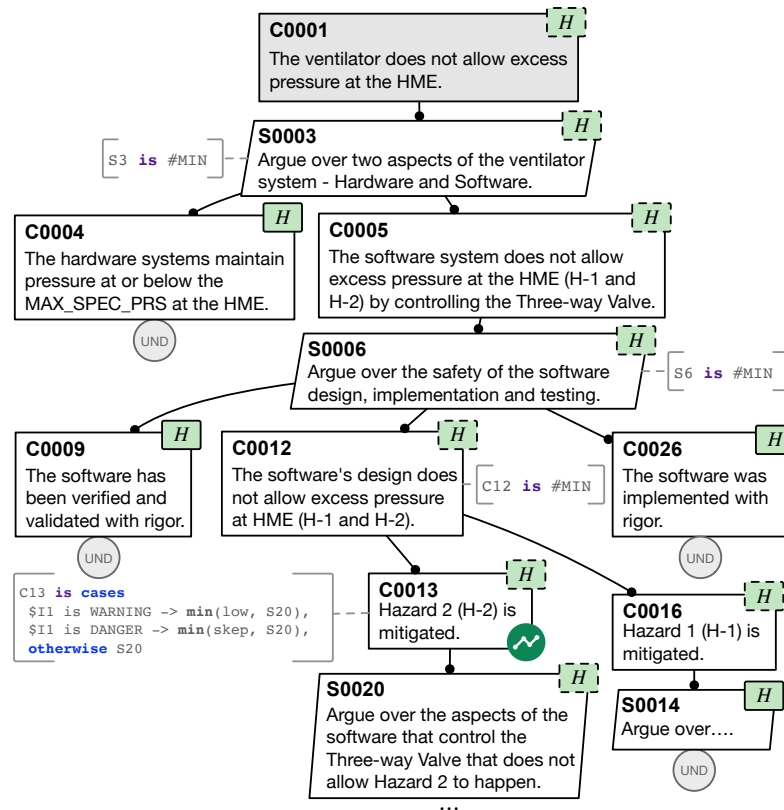 C0001
H
The ventilator does not allow excess
pressure at the HME.
S0003
H
S3 is #MIN
Argue over two aspects of the ventilator
system - Hardware and Software.
C0004
H
The hardware systems maintain
pressure at or below the
MAX_SPEC_PRS at the HME.
UND
C0005
H
The software system does not allow
excess pressure at the HME (H-1 and
H-2) by controlling the Three-way Valve.
S0006
H
Argue over the safety of the software
design, implementation and testing.
S6 is #MIN
C0009
H
The software has
been verified and
validated with rigor.
UND
C0012
H
The software's design does
not allow excess pressure
at HME (H-1 and H-2).
C12 is #MIN
C0026
H
The software was
implemented with
rigor.
UND
C13 is cases
$I1 is WARNING -> min(low, S20),
$I1 is DANGER -> min(skep, S20),
otherwise S20
C0013
H
Hazard 2 (H-2) is
mitigated.
C0016
H
Hazard 1 (H-1) is
mitigated.
S0020
H
Argue over the aspects of the
software that control the
Three-way Valve that does not
allow Hazard 2 to happen.
...
S0014
H
Argue over....
UND